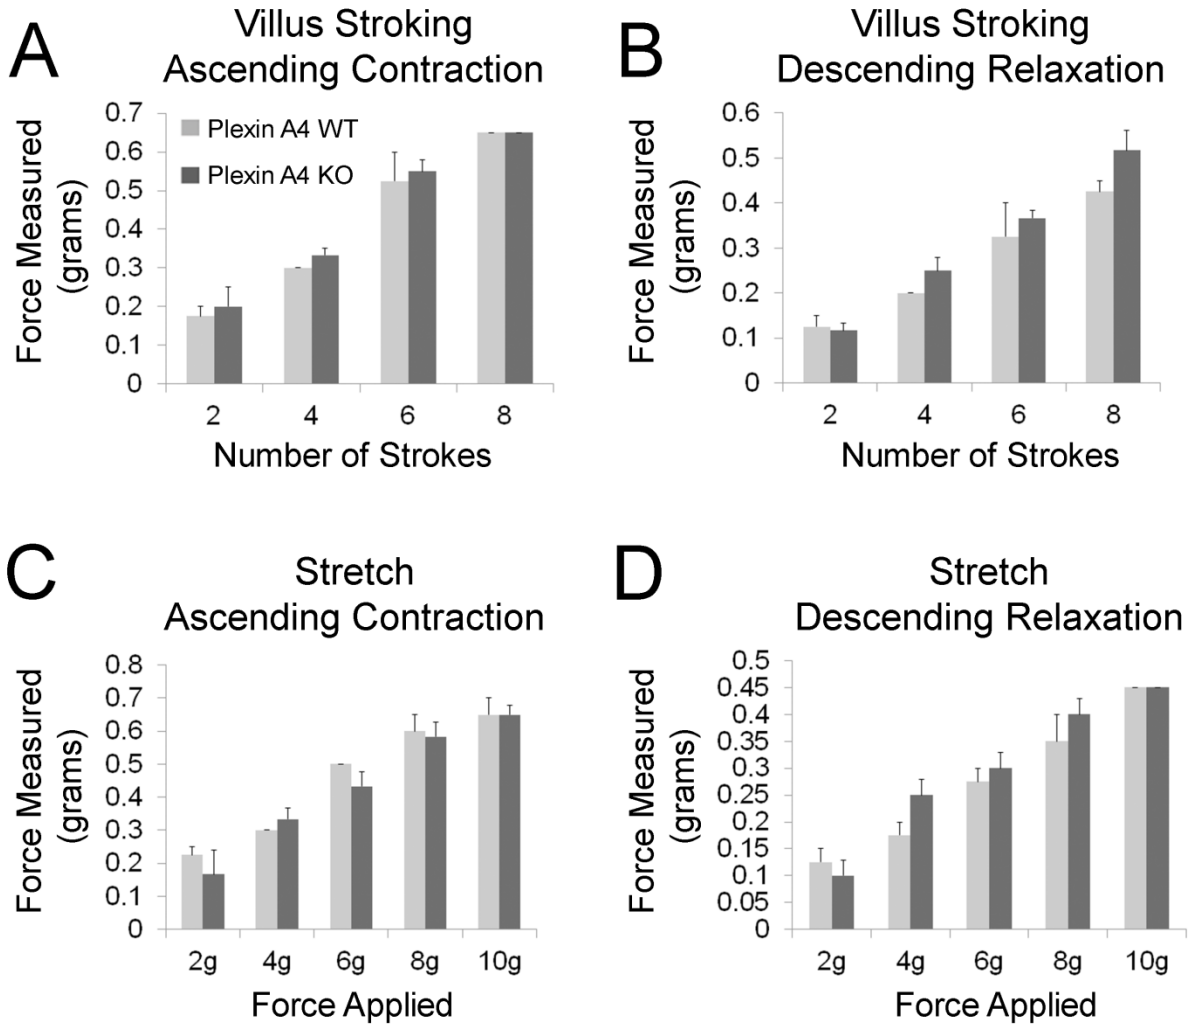 A
Villus Stroking
Ascending Contraction
Force Measured
(grams)
0.7
0.6
0.5
0.4
0.3
0.2
0.1
0
Plexin A4 WT
Plexin A4 KO
2 4 6 8
Number of Strokes
B
Villus Stroking
Descending Relaxation
Force Measured
(grams)
0.6
0.5
0.4
0.3
0.2
0.1
0
2 4 6 8
Number of Strokes
C
Stretch
Ascending Contraction
Force Measured
(grams)
0.8
0.7
0.6
0.5
0.4
0.3
0.2
0.1
0
2g 4g 6g 8g 10g
Force Applied
D
Stretch
Descending Relaxation
Force Measured
(grams)
0.5
0.45
0.4
0.35
0.3
0.25
0.2
0.15
0.1
0.05
0
2g 4g 6g 8g 10g
Force Applied